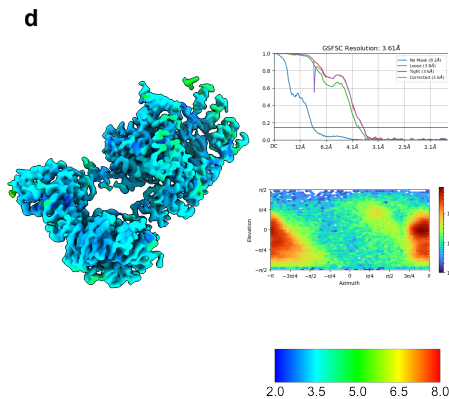 d
GSFSC Resolution: 3.61Å
1.0
0.8
0.6
0.4
0.2
0.0
No Mask (8.2Å)
Loose (3.8Å)
Tight (3.6Å)
Corrected (3.6Å)
DC 12Å 6.2Å 4.1Å 3.1Å 2.5Å 2.1Å
Elevation
π/2
π/4
0
−π/4
−π/2
−π −3π/4 −π/2 −π/4 0 π/4 π/2 3π/4 π
Azimuth
2.0 3.5 5.0 6.5 8.0